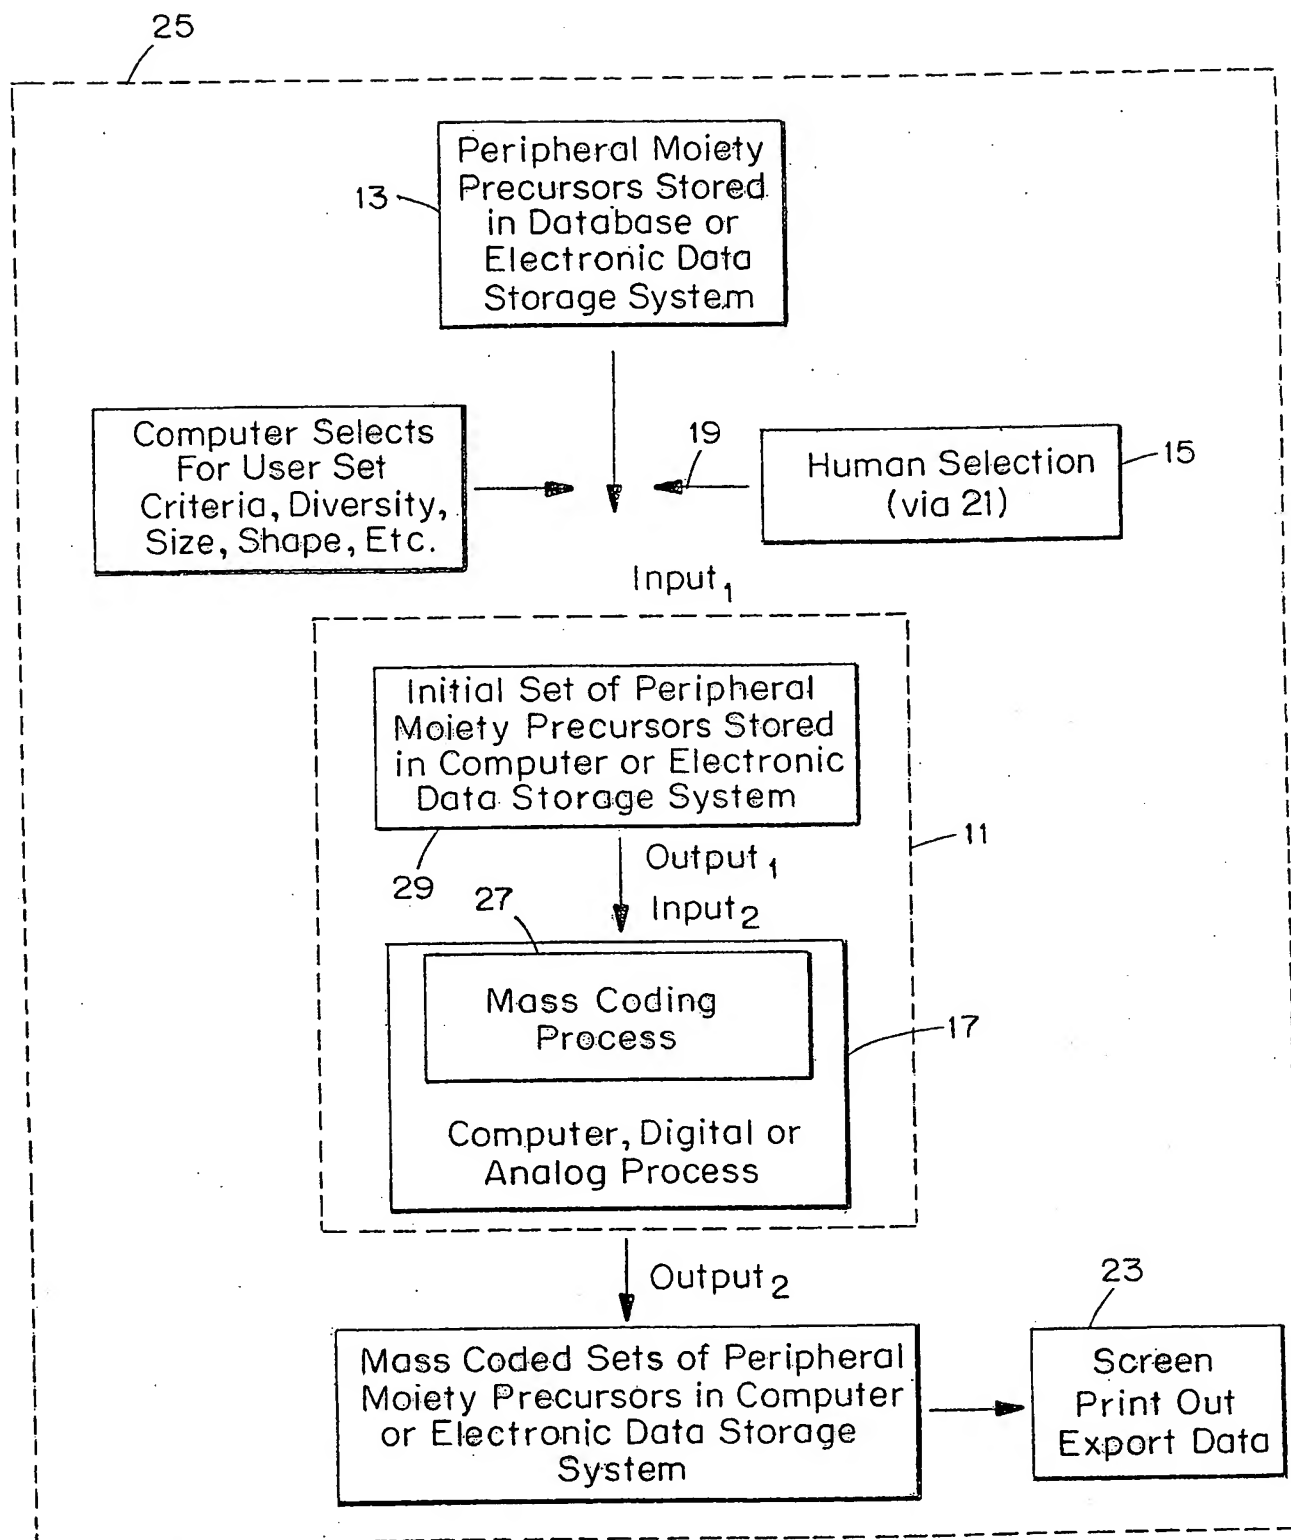 25
Peripheral Moiety
Precursors Stored
in Database or
Electronic Data
Storage System
13
Computer Selects
For User Set
Criteria, Diversity,
Size, Shape, Etc.
19
Human Selection
(via 21)
15
Input1
Initial Set of Peripheral
Moiety Precursors Stored
in Computer or Electronic
Data Storage System
29
Output1
Input2
11
27
Mass Coding
Process
17
Computer, Digital or
Analog Process
Output2
Mass Coded Sets of Peripheral
Moiety Precursors in Computer
or Electronic Data Storage
System
23
Screen
Print Out
Export Data